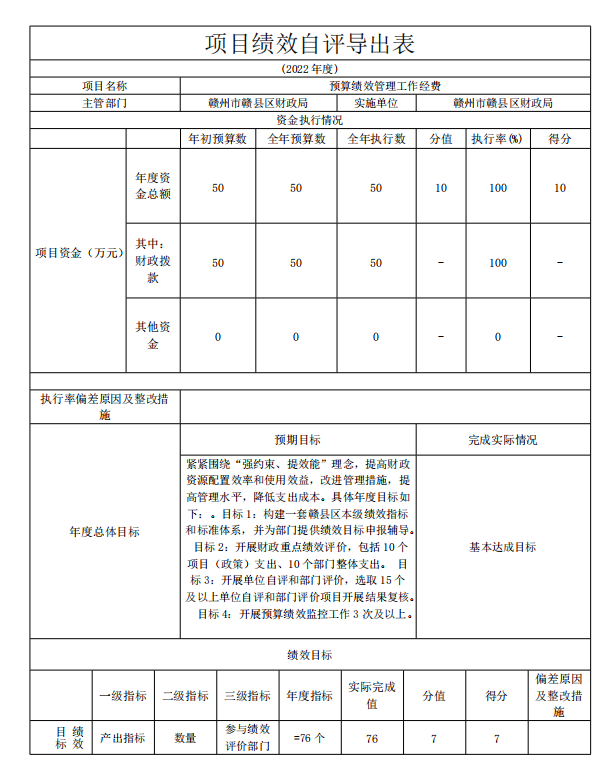 项目绩效自评导出表
(2022 年度)
项目名称 预算绩效管理工作经费
主管部门 赣州市赣县区财政局 实施单位 赣州市赣县区财政局
资金执行情况
年初预算数 全年预算数 全年执行数 分值 执行率(%) 得分
项目资金（万元）
年度资
金总额
50 50 50 10 100 10
其中:
财政拨
款
50 50 50 － 100 －
其他资
金
0 0 0 － 0 －
执行率偏差原因及整改措
施
年度总体目标
预期目标 完成实际情况
紧紧围绕“强约束、提效能”理念，提高财政
资源配置效率和使用效益，改进管理措施，提
高管理水平，降低支出成本。具体年度目标如
下：。目标 1：构建一套赣县区本级绩效指标
和标准体系，并为部门提供绩效目标申报辅导。
目标 2：开展财政重点绩效评价，包括 10 个
项目（政策）支出、10 个部门整体支出。 目
标 3：开展单位自评和部门评价，选取 15 个
及以上单位自评和部门评价项目开展结果复核。
目标 4：开展预算绩效监控工作 3 次及以上。
基本达成目标
绩效目标
一级指标 二级指标 三级指标 年度指标 实际完成
值
分值 得分 偏差原因
及整改措
施
目 绩
标 效
产出指标 数量 参与绩效
评价部门
=76 个 76 7 7